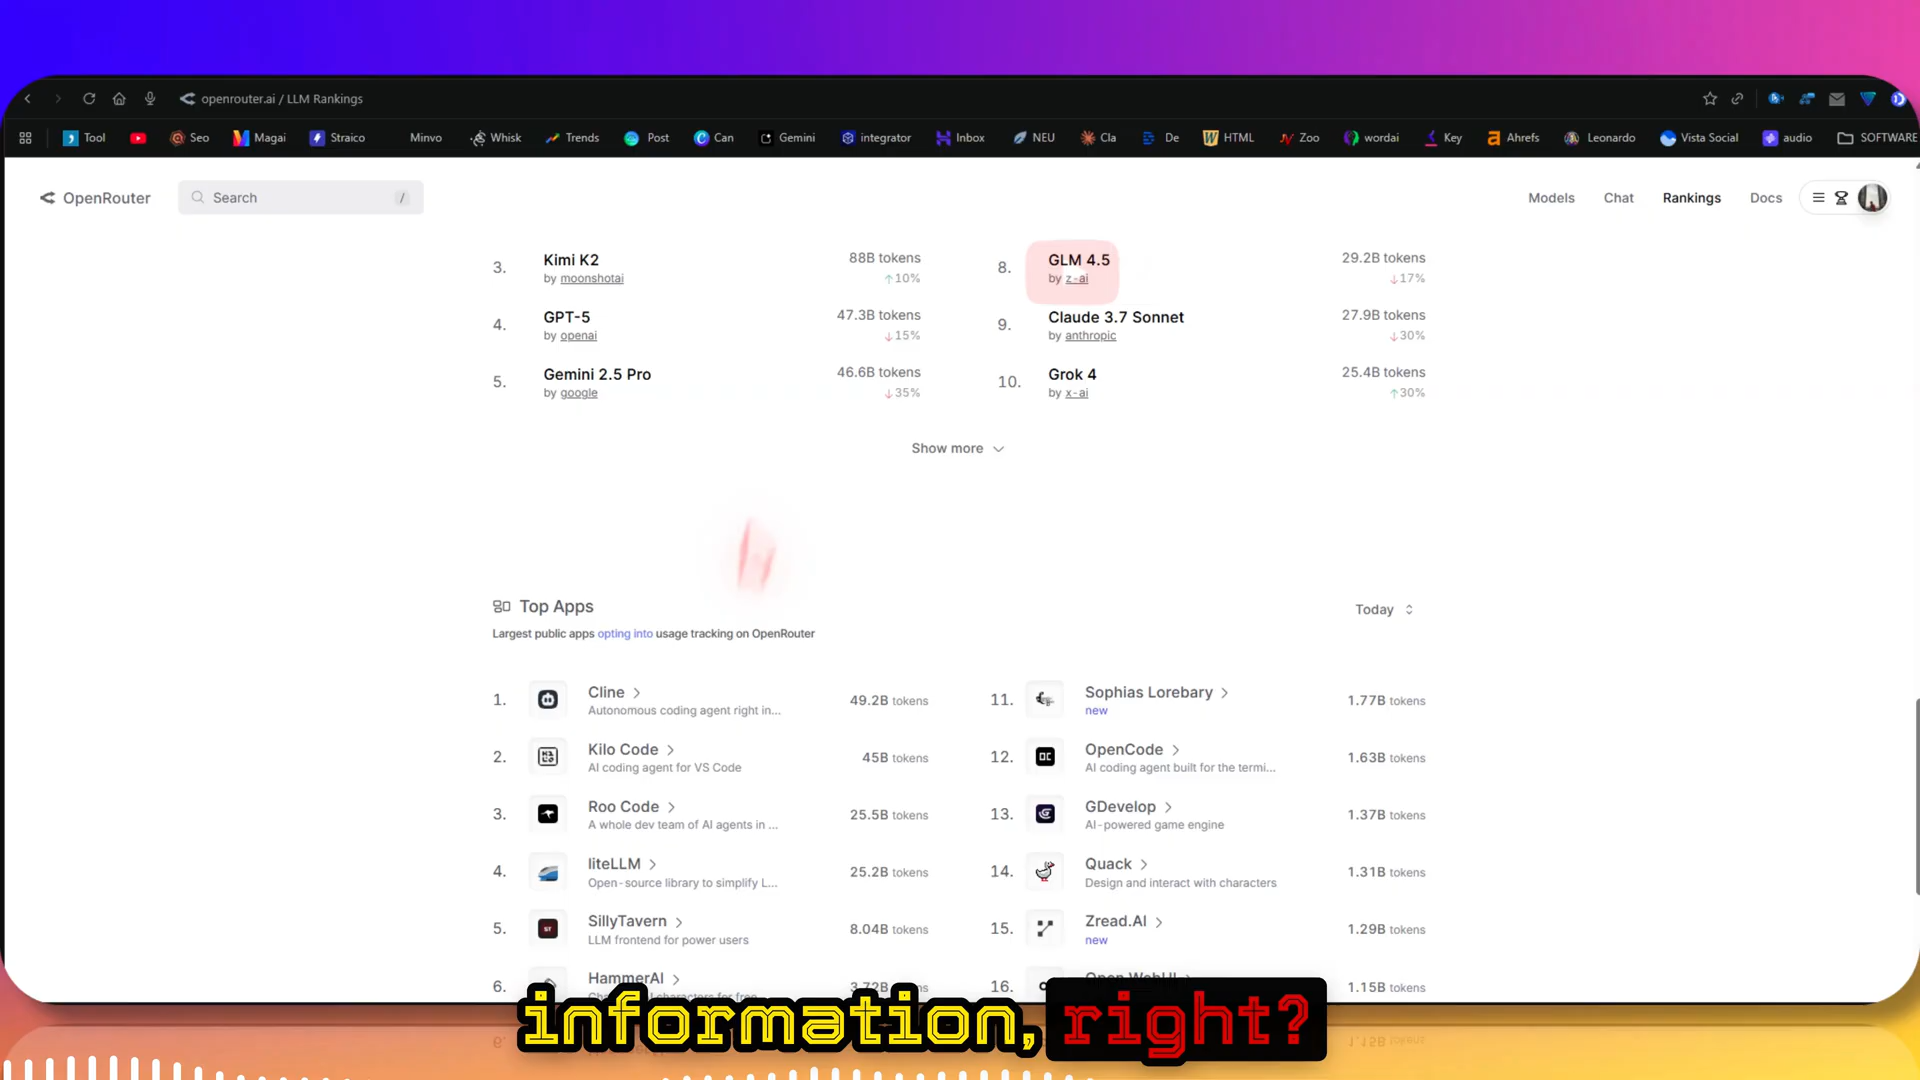 openrouter.ai / LLM Rankings
Tool Seo Magai Straico Minvo Whisk Trends Post Can Gemini integrator Inbox NEU Cla De HTML Zoo wordai Key Ahrefs Leonardo Vista Social audio SOFTWARE
OpenRouter
Search /
Models Chat Rankings Docs
3. Kimi K2 88B tokens
by moonshotai ↑10%
8. GLM 4.5 29.2B tokens
by z-ai ↓17%
4. GPT-5 47.3B tokens
by openai ↓15%
9. Claude 3.7 Sonnet 27.9B tokens
by anthropic ↓30%
5. Gemini 2.5 Pro 46.6B tokens
by google ↓35%
10. Grok 4 25.4B tokens
by x-ai ↑30%
Show more
Top Apps
Today
Largest public apps opting into usage tracking on OpenRouter
1. Cline 49.2B tokens
Autonomous coding agent right in...
2. Kilo Code 45B tokens
AI coding agent for VS Code
3. Roo Code 25.5B tokens
A whole dev team of AI agents in ...
4. liteLLM 25.2B tokens
Open-source library to simplify L...
5. SillyTavern 8.04B tokens
LLM frontend for power users
6. HammerAI 3.72B tokens
11. Sophias Lorebary 1.77B tokens
new
12. OpenCode 1.63B tokens
AI coding agent built for the termi...
13. GDevelop 1.37B tokens
AI-powered game engine
14. Quack 1.31B tokens
Design and interact with characters
15. Zread.AI 1.29B tokens
new
16. Open WebUI 1.15B tokens
information, right?